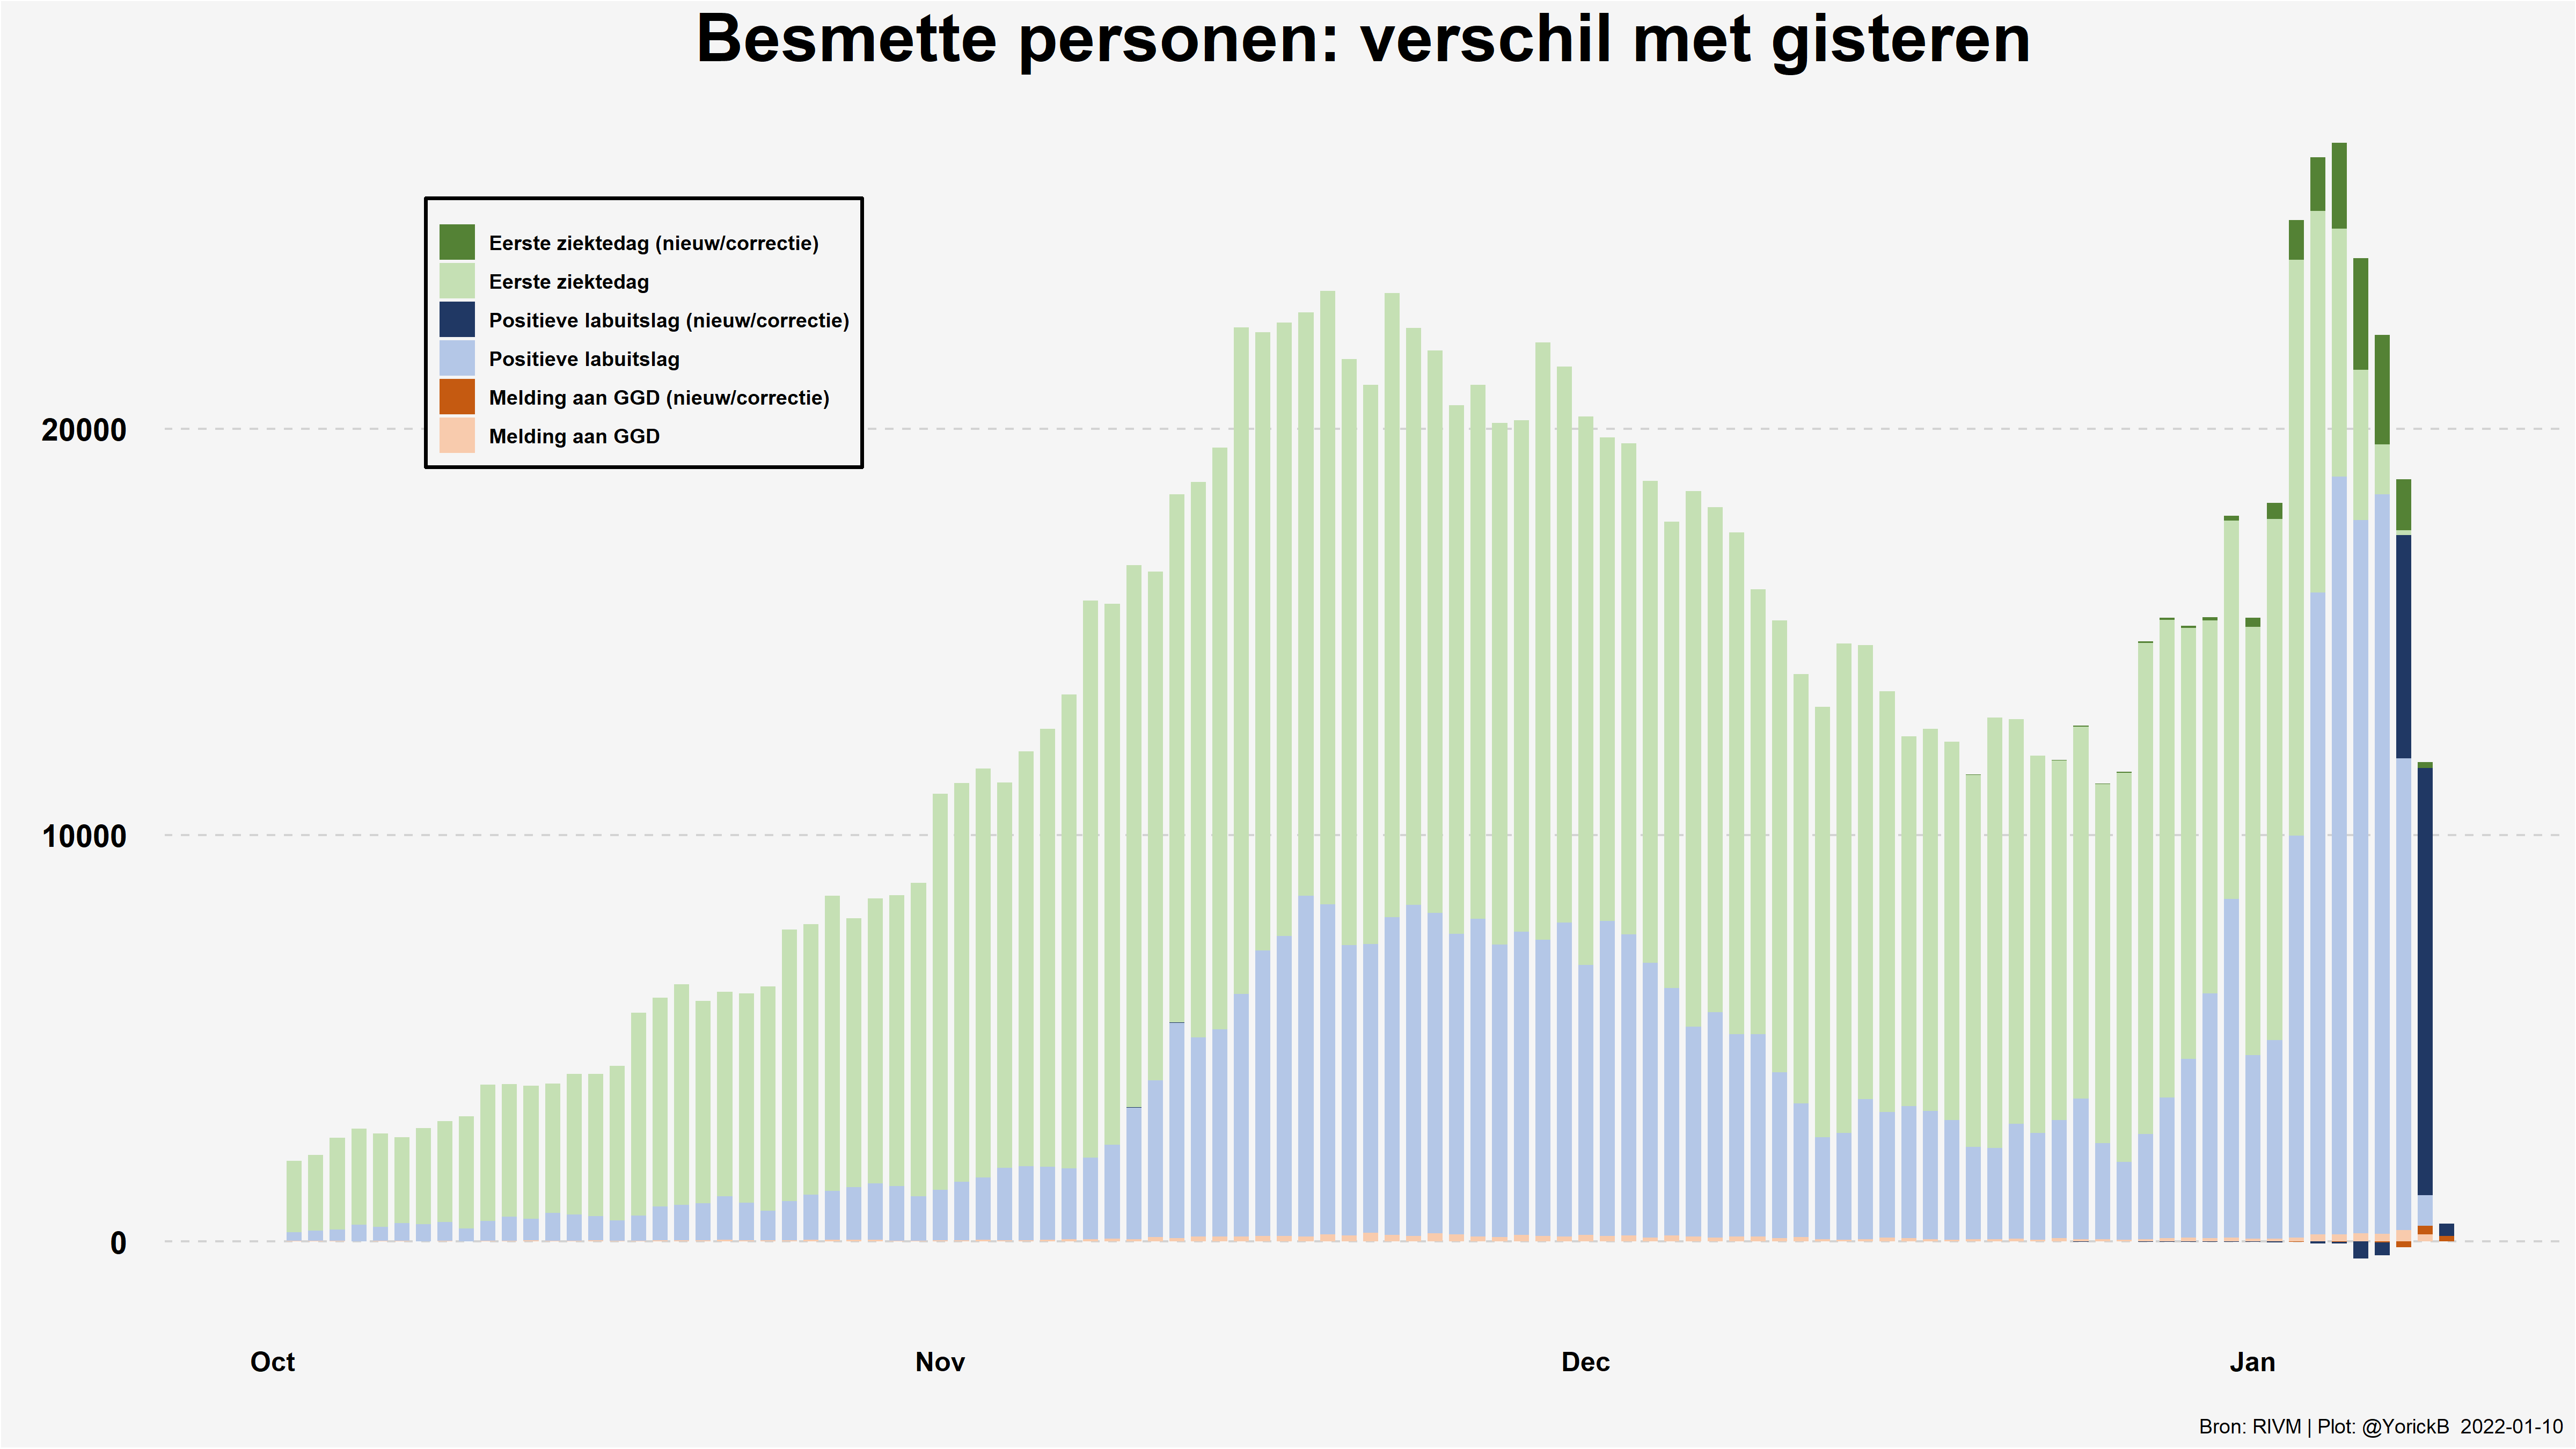 Besmette personen: verschil met gisteren
Eerste ziektedag (nieuw/correctie)
Eerste ziektedag
Positieve labuitslag (nieuw/correctie)
Positieve labuitslag
Melding aan GGD (nieuw/correctie)
Melding aan GGD
20000
10000
0
Oct Nov Dec Jan
Bron: RIVM | Plot: @YorickB 2022-01-10